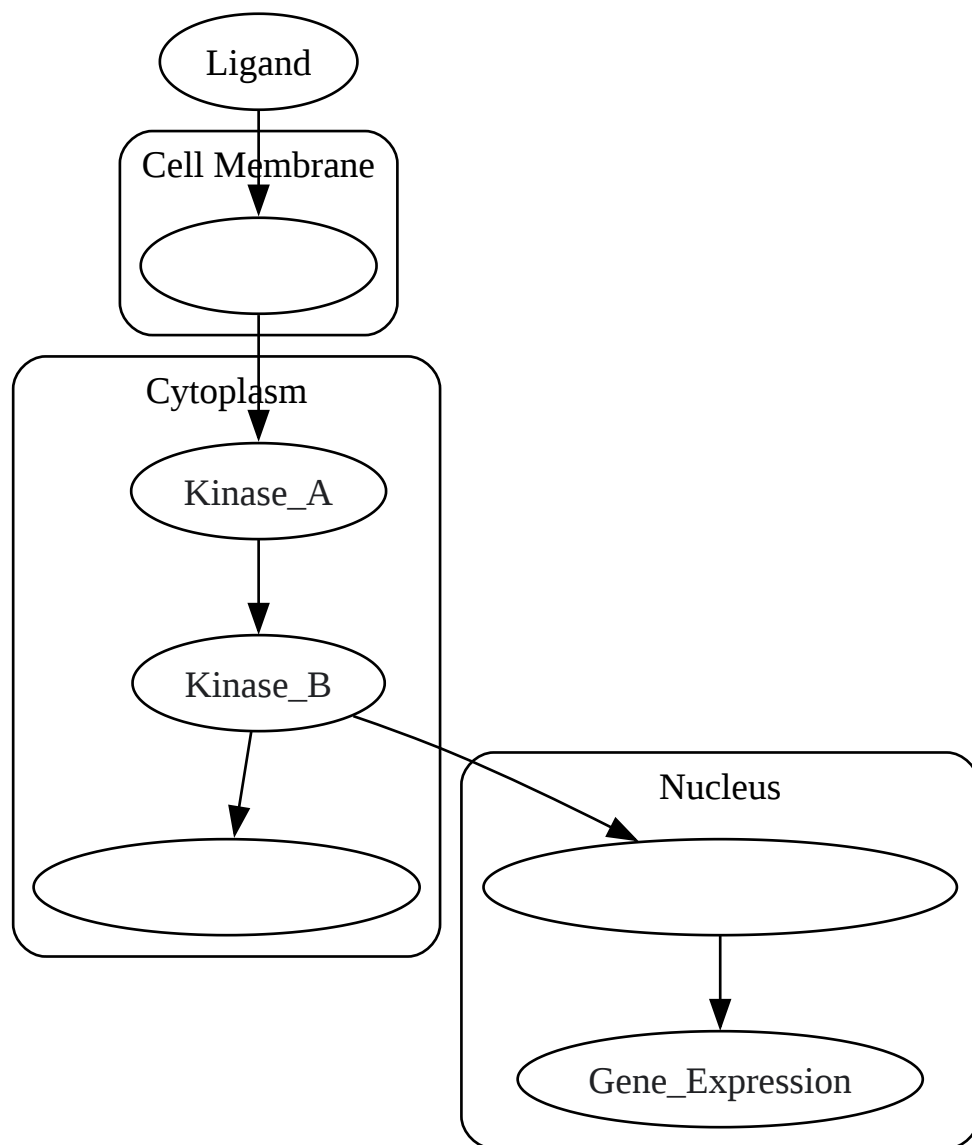 Ligand
Cell Membrane
Cytoplasm
Kinase_A
Kinase_B
Nucleus
Gene_Expression